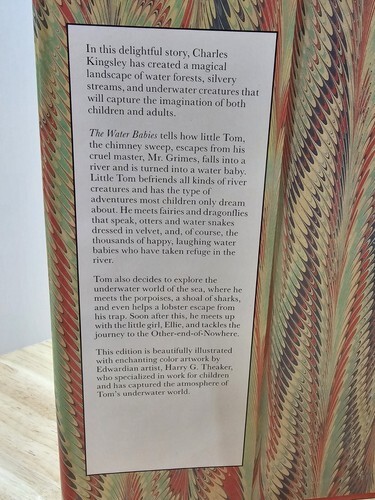 In this delightful story, Charles
Kingsley has created a magical
landscape of water forests, silvery
streams, and underwater creatures that
will capture the imagination of both
children and adults.
The Water Babies tells how little Tom,
the chimney sweep, escapes from his
cruel master, Mr. Grimes, falls into a
river and is turned into a water baby.
Little Tom befriends all kinds of river
creatures and has the type of
adventures most children only dream
about. He meets fairies and dragonflies
that speak, otters and water snakes
dressed in velvet, and, of course, the
thousands of happy, laughing water
babies who have taken refuge in the
river.
Tom also decides to explore the
underwater world of the sea, where he
meets the porpoises, a shoal of sharks,
and even helps a lobster escape from
his trap. Soon after this, he meets up
with the little girl, Ellie, and tackles the
journey to the Other-end-of-Nowhere.
This edition is beautifully illustrated
with enchanting color artwork by
Edwardian artist, Harry G. Theaker,
who specialized in work for children
and has captured the atmosphere of
Tom's underwater world.